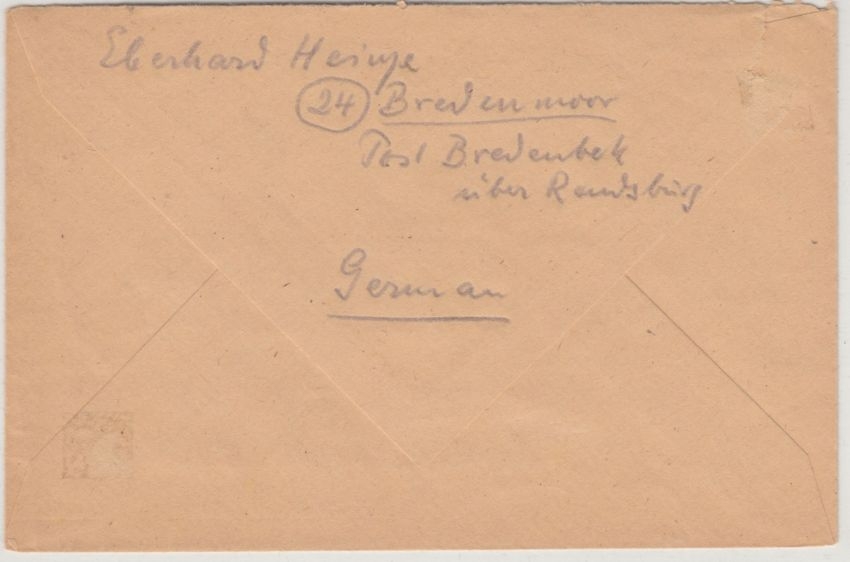 Eberhard Heinze
(24) Bredenmoor
Post Bredenbek
über Rendsburg
German